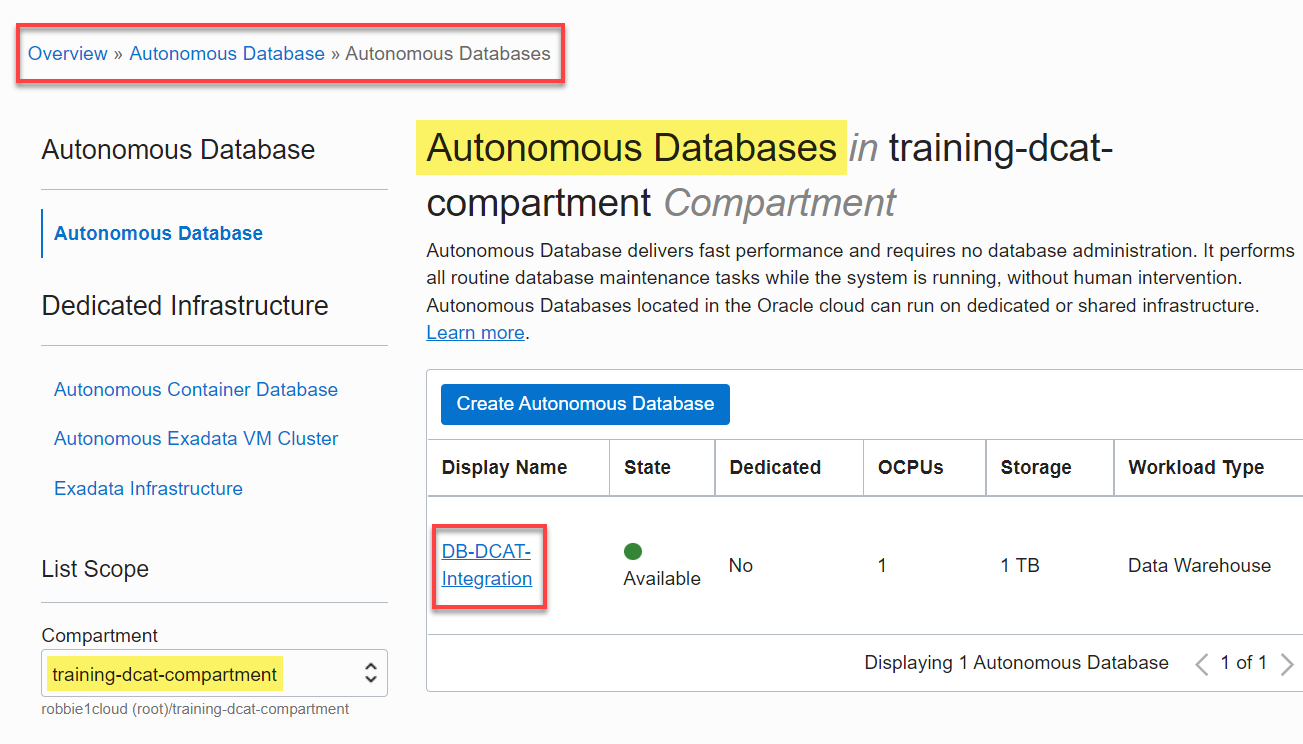 Overview » Autonomous Database » Autonomous Databases
Autonomous Database
Autonomous Database
Dedicated Infrastructure
Autonomous Container Database
Autonomous Exadata VM Cluster
Exadata Infrastructure
List Scope
Compartment
training-dcat-compartment
robbie1cloud (root)/training-dcat-compartment
Autonomous Databases in training-dcat-
compartment Compartment
Autonomous Database delivers fast performance and requires no database administration. It performs
all routine database maintenance tasks while the system is running, without human intervention.
Autonomous Databases located in the Oracle cloud can run on dedicated or shared infrastructure.
Learn more.
Create Autonomous Database
Display Name State Dedicated OCPUs Storage Workload Type
DB-DCAT-
Integration Available No 1 1 TB Data Warehouse
Displaying 1 Autonomous Database 1 of 1